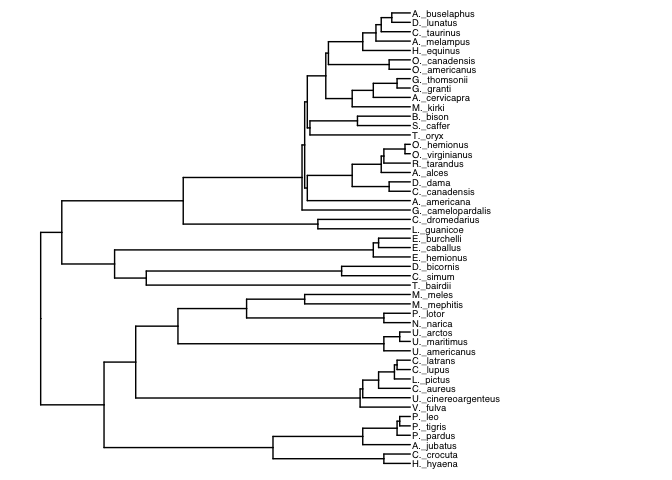 A._buselaphus
D._lunatus
C._taurinus
A._melampus
H._equinus
O._canadensis
O._americanus
G._thomsonii
G._granti
A._cervicapra
M._kirki
B._bison
S._caffer
T._oryx
O._hemionus
O._virginianus
R._tarandus
A._alces
D._dama
C._canadensis
A._americana
G._camelopardalis
C._dromedarius
L._guanicoe
E._burchelli
E._caballus
E._hemionus
D._bicornis
C._simum
T._bairdii
M._meles
M._mephitis
P._lotor
N._narica
U._arctos
U._maritimus
U._americanus
C._latrans
C._lupus
L._pictus
C._aureus
U._cinereoargenteus
V._fulva
P._leo
P._tigris
P._pardus
A._jubatus
C._crocuta
H._hyaena